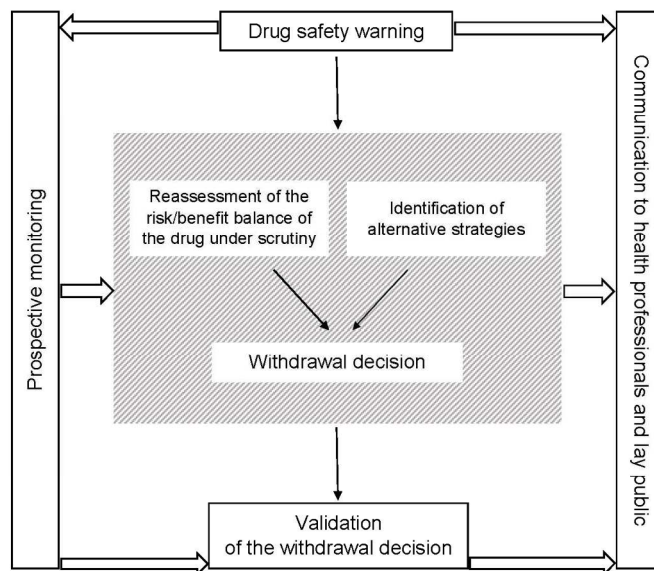 Drug safety warning
Prospective monitoring
Communication to health professionals and lay public
Reassessment of the
risk/benefit balance of
the drug under scrutiny
Identification of
alternative strategies
Withdrawal decision
Validation
of the withdrawal decision